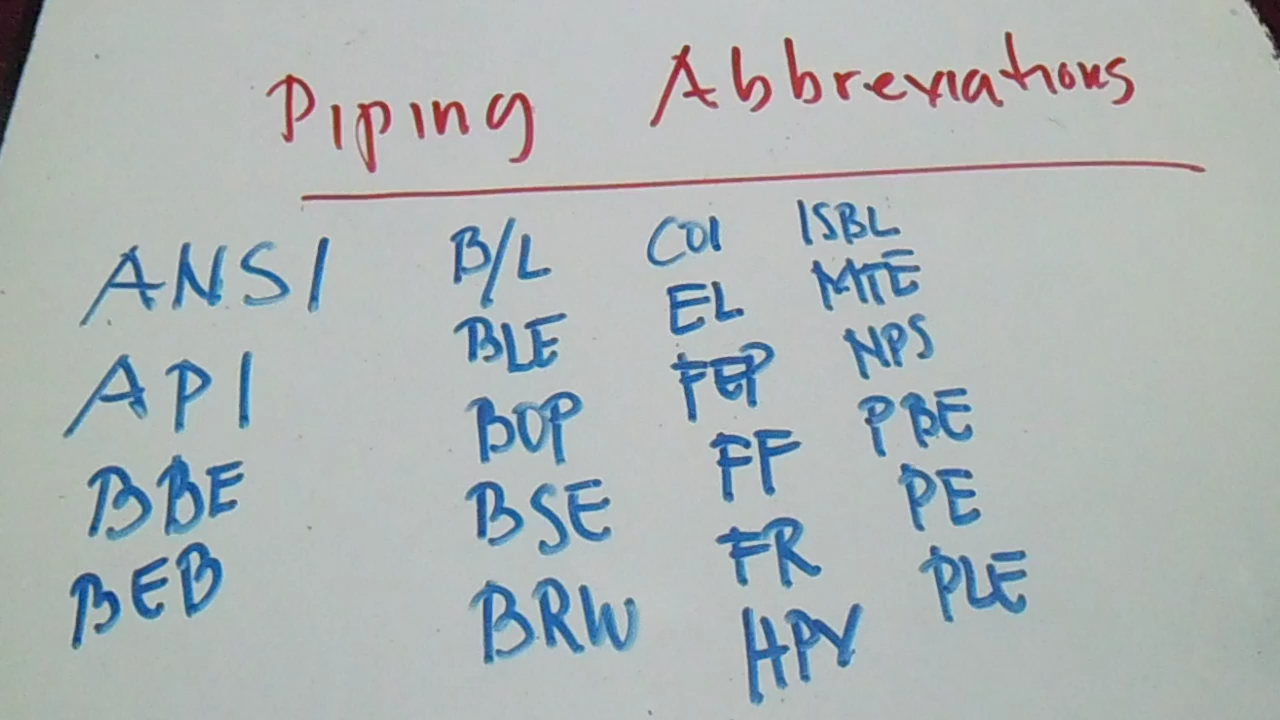 Piping Abbreviations
ANSI
API
BBE
BEB
B/L
BLE
BOP
BSE
BRW
COI
EL
FF
FR
HPV
ISBL
MTE
NPS
PBE
PE
PLE